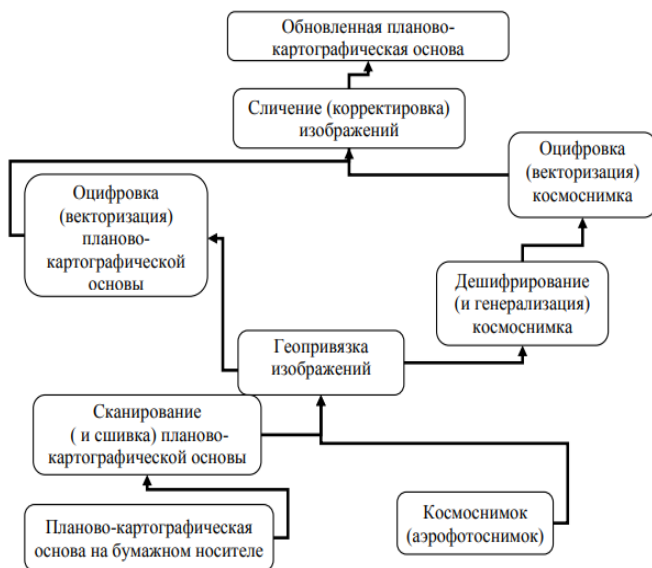 Обновленная планово-
картографическая основа
Сличение (корректировка)
изображений
Оцифровка
(векторизация)
космоснимка
Оцифровка
(векторизация)
планово-
картографической
основы
Дешифрирование
(и генерализация)
космоснимка
Геопривязка
изображений
Сканирование
( и сшивка) планово-
картографической основы
Планово-картографическая
основа на бумажном носителе
Космоснимок
(аэрофотоснимок)